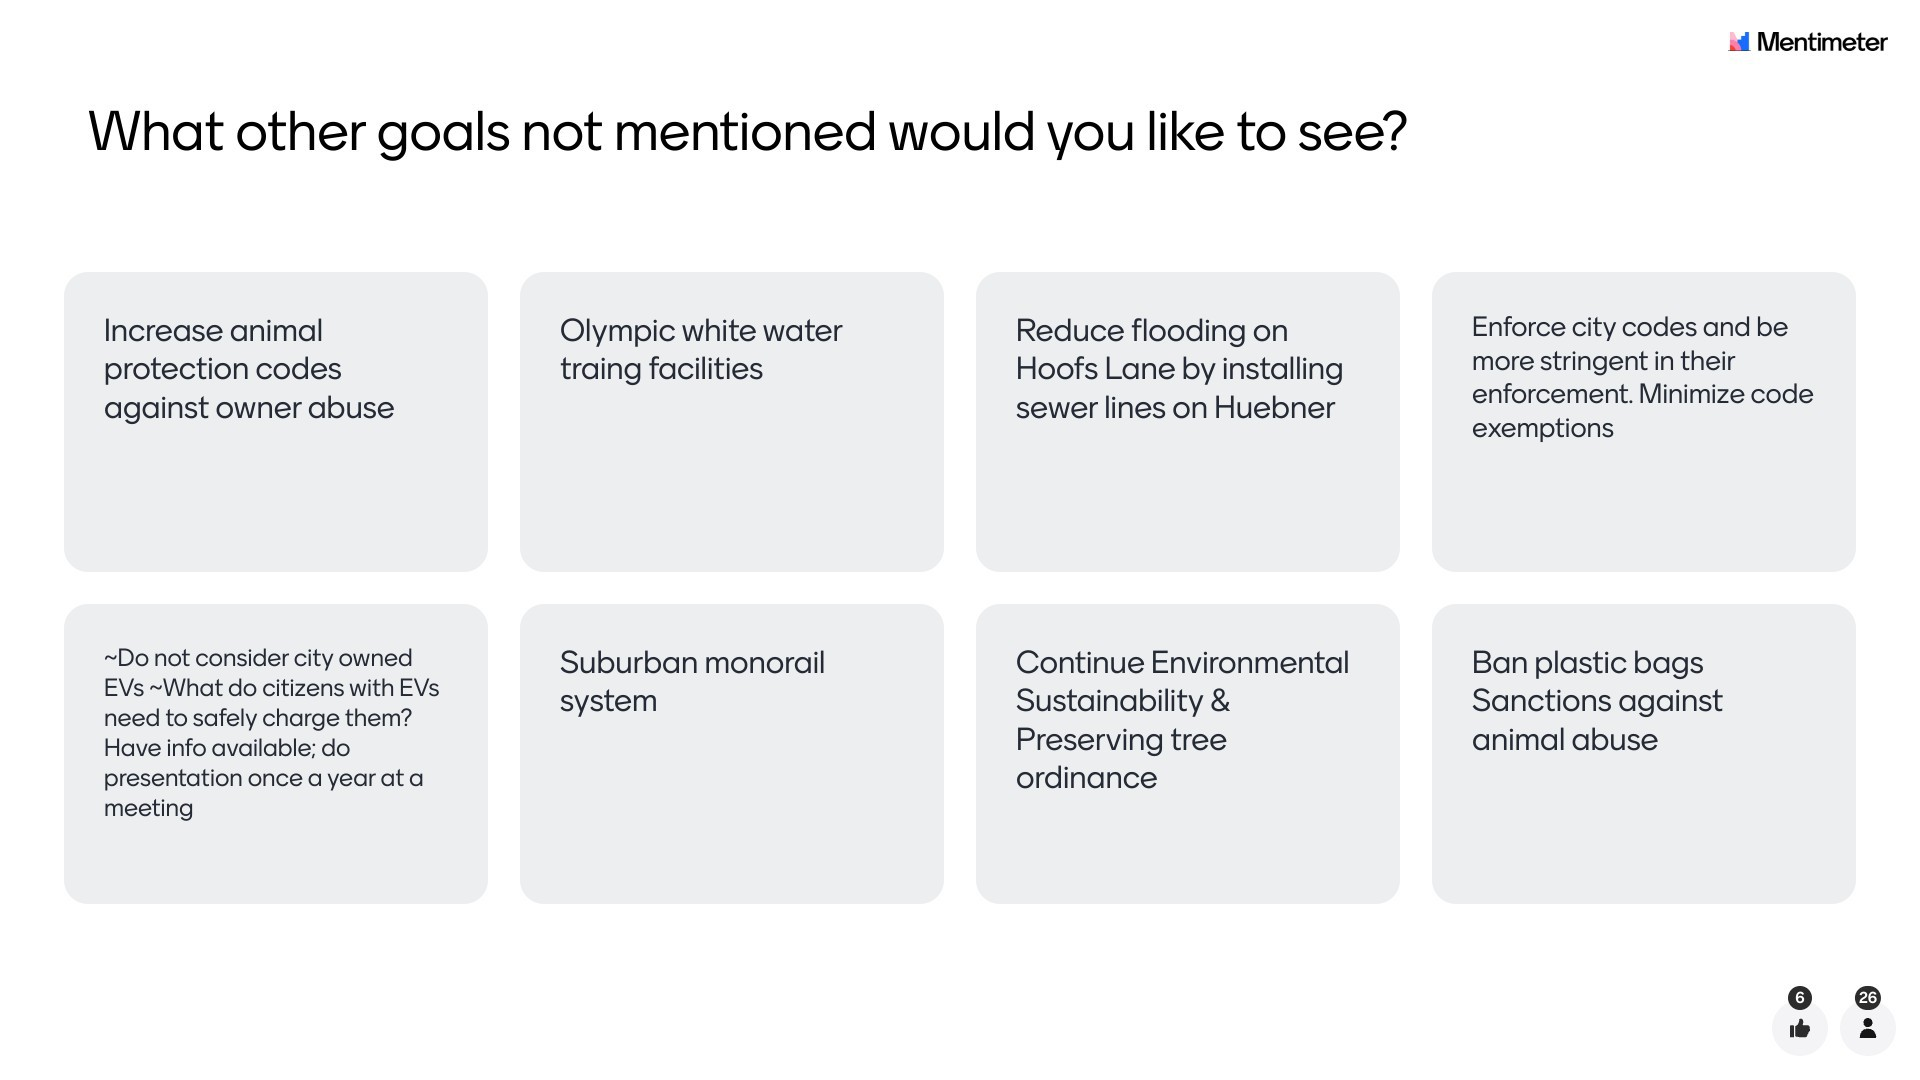 Mentimeter
What other goals not mentioned would you like to see?
Increase animal
protection codes
against owner abuse
Olympic white water
traing facilities
Reduce flooding on
Hoofs Lane by installing
sewer lines on Huebner
Enforce city codes and be
more stringent in their
enforcement. Minimize code
exemptions
~Do not consider city owned
EVs ~What do citizens with EVs
need to safely charge them?
Have info available; do
presentation once a year at a
meeting
Suburban monorail
system
Continue Environmental
Sustainability &
Preserving tree
ordinance
Ban plastic bags
Sanctions against
animal abuse
6
26